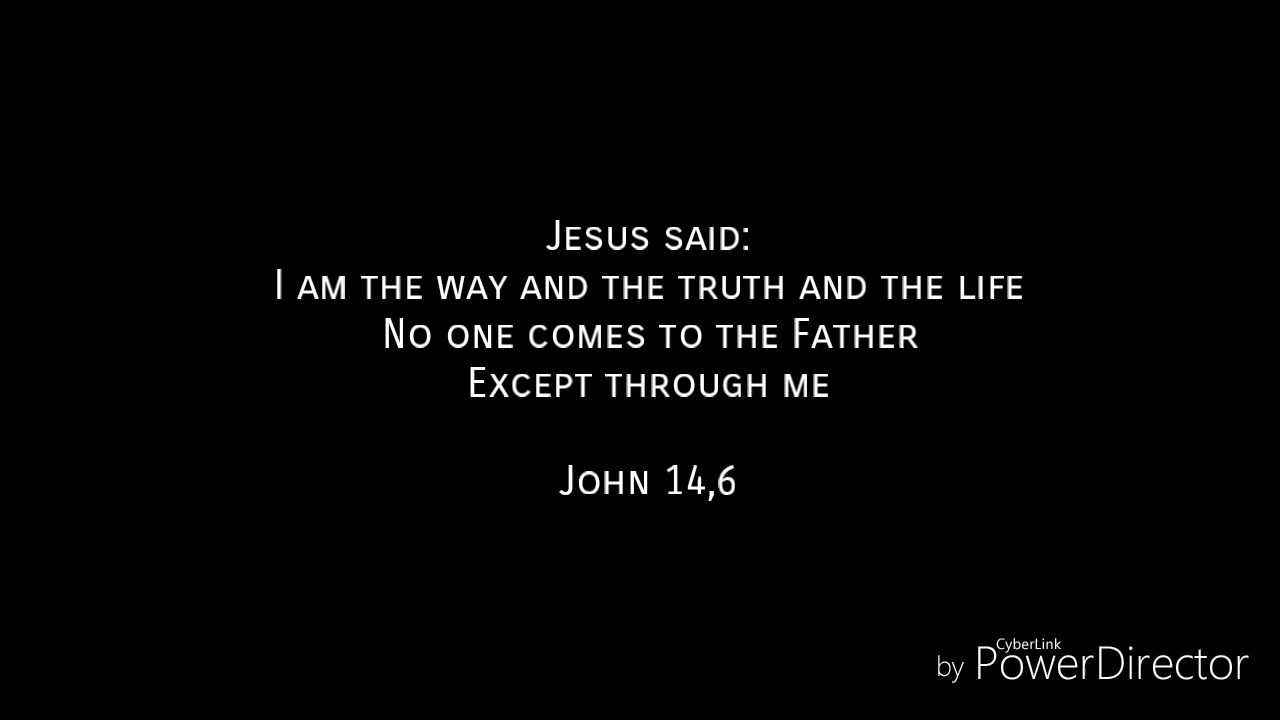 Jesus said:
I am the way and the truth and the life
No one comes to the Father
Except through me
John 14,6
CyberLink
by PowerDirector